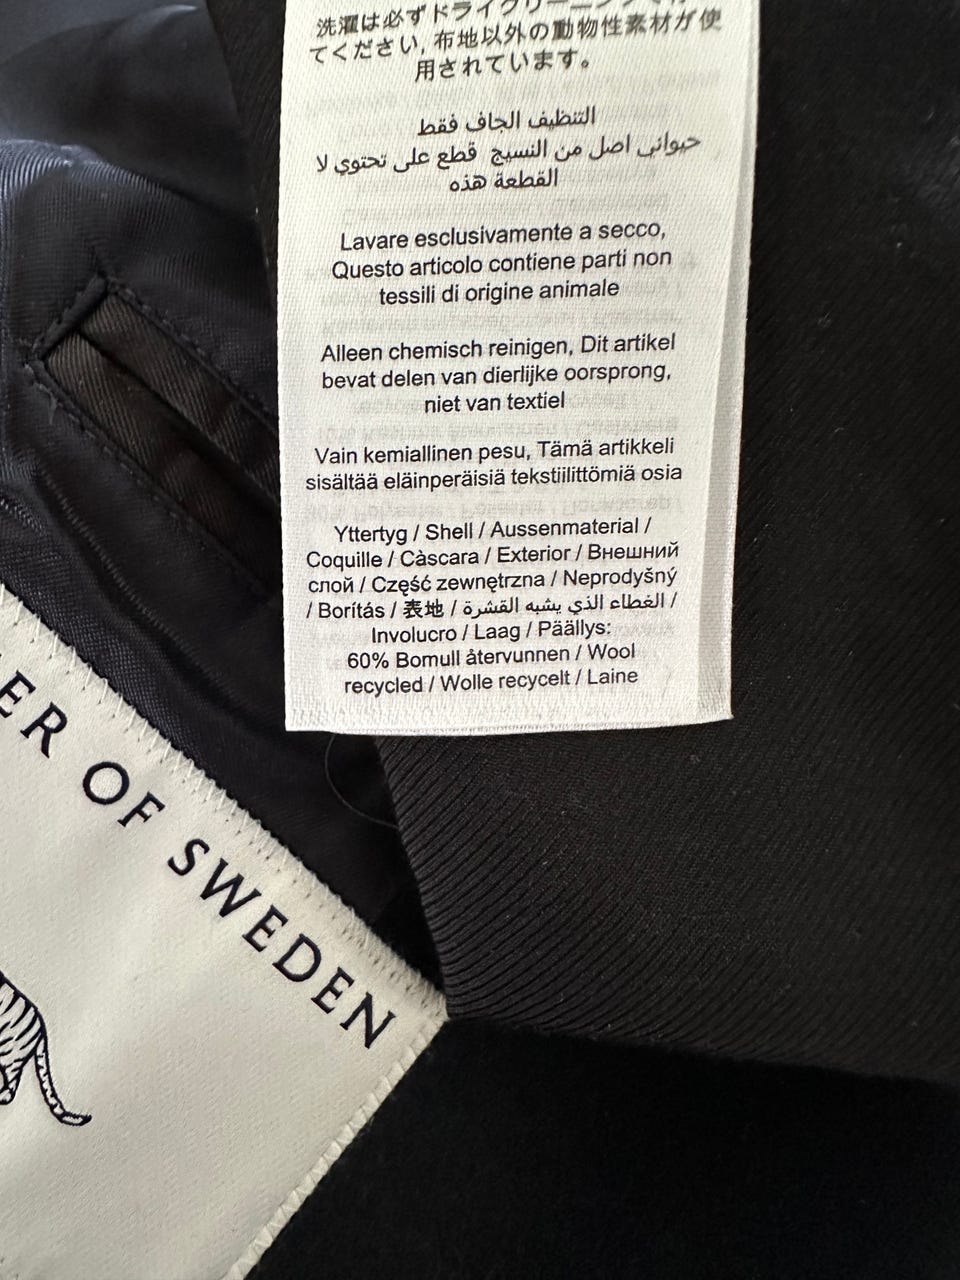 洗濯は必ずドライクリーニングで行っ
てください, 布地以外の動物性素材が使
用されています。
التنظيف الجاف فقط
حيواني اصل من النسيج قطع على تحتوي لا
القطعة هذه
Lavare esclusivamente a secco,
Questo articolo contiene parti non
tessili di origine animale
Alleen chemisch reinigen, Dit artikel
bevat delen van dierlijke oorsprong,
niet van textiel
Vain kemiallinen pesu, Tämä artikkeli
sisältää eläinperäisiä tekstiilittömiä osia
Yttertyg / Shell / Aussenmaterial /
Coquille / Càscara / Exterior / Внешний
слой / Część zewnętrzna / Neprodyšný
/ Borítás / 表地 / الغطاء الذي يشبه القشرة /
Involucro / Laag / Päällys:
60% Bomull återvunnen / Wool
recycled / Wolle recycelt / Laine
ER OF SWEDEN